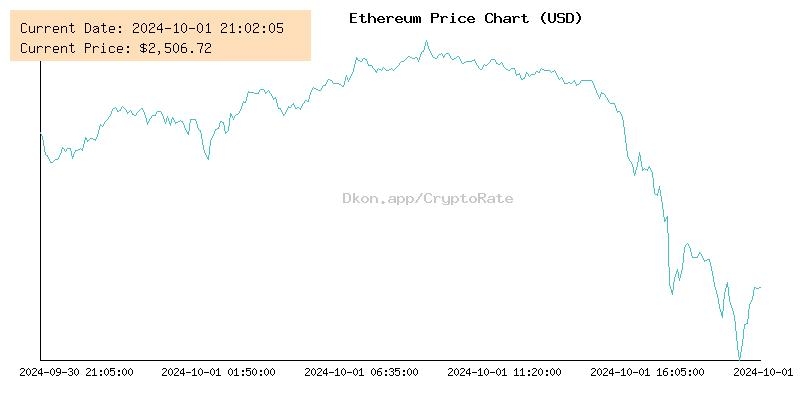 Ethereum Price Chart (USD)
Current Date: 2024-10-01 21:02:05
Current Price: $2,506.72
Dkon.app/CryptoRate
2024-09-30 21:05:00 2024-10-01 01:50:00 2024-10-01 06:35:00 2024-10-01 11:20:00 2024-10-01 16:05:00 2024-10-01